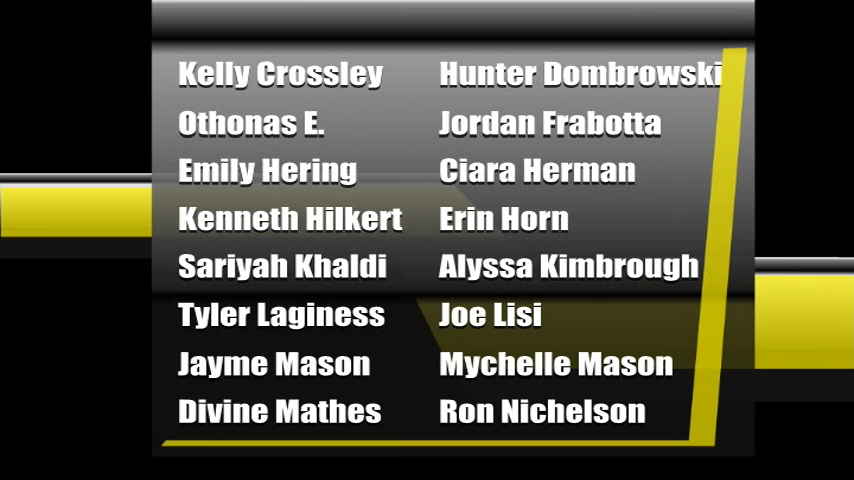 Kelly Crossley Hunter Dombrowski
Othonas E. Jordan Frabotta
Emily Hering Ciara Herman
Kenneth Hilkert Erin Horn
Sariyah Khaldi Alyssa Kimbrough
Tyler Laginess Joe Lisi
Jayme Mason Mychelle Mason
Divine Mathes Ron Nichelson